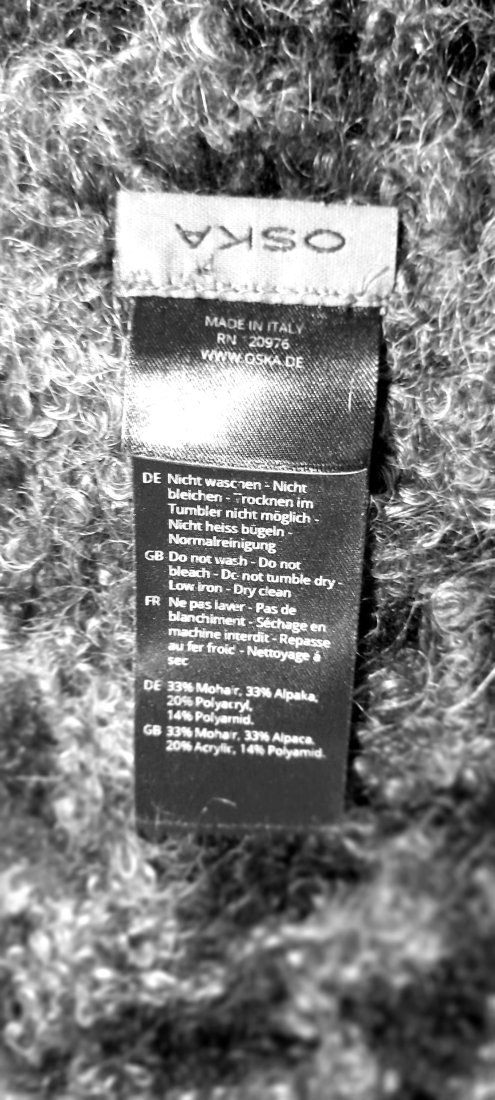 OSKA
MADE IN ITALY
RN 20976
WWW.OSKA.DE
DE Nicht waschen - Nicht
bleichen - Trocknen im
Tumbler nicht möglich -
Nicht heiss bügeln -
Normalreinigung
GB Do not wash - Do not
bleach - Do not tumble dry -
Low iron - Dry clean
FR Ne pas laver - Pas de
blanchiment - Séchage en
machine interdit - Repasse
au fer froid - Nettoyage à
sec
DE 33% Mohair, 33% Alpaka,
20% Polyacryl,
14% Polyamid.
GB 33% Mohair, 33% Alpaca,
20% Acrylic, 14% Polyamid.